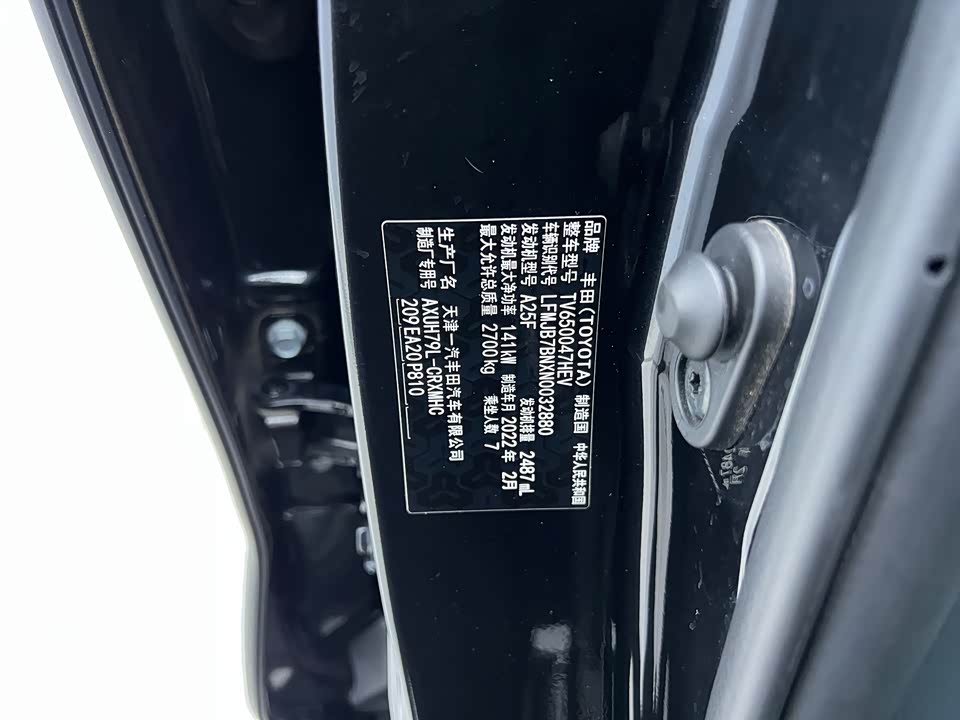 品牌 丰田(TOYOTA) 制造国 中华人民共和国
整车型号 TV650047HEV
车辆识别代号 LFMJB7BNXN0032880
发动机型号 A25F 发动机排量 2487mL
发动机最大净功率 141kW 制造年月 2022年 2月
最大允许总质量 2700kg 乘坐人数 7
生产厂名 天津一汽丰田汽车有限公司
制造厂专用号 AXUH79L-CRXMHC
209EA20P810